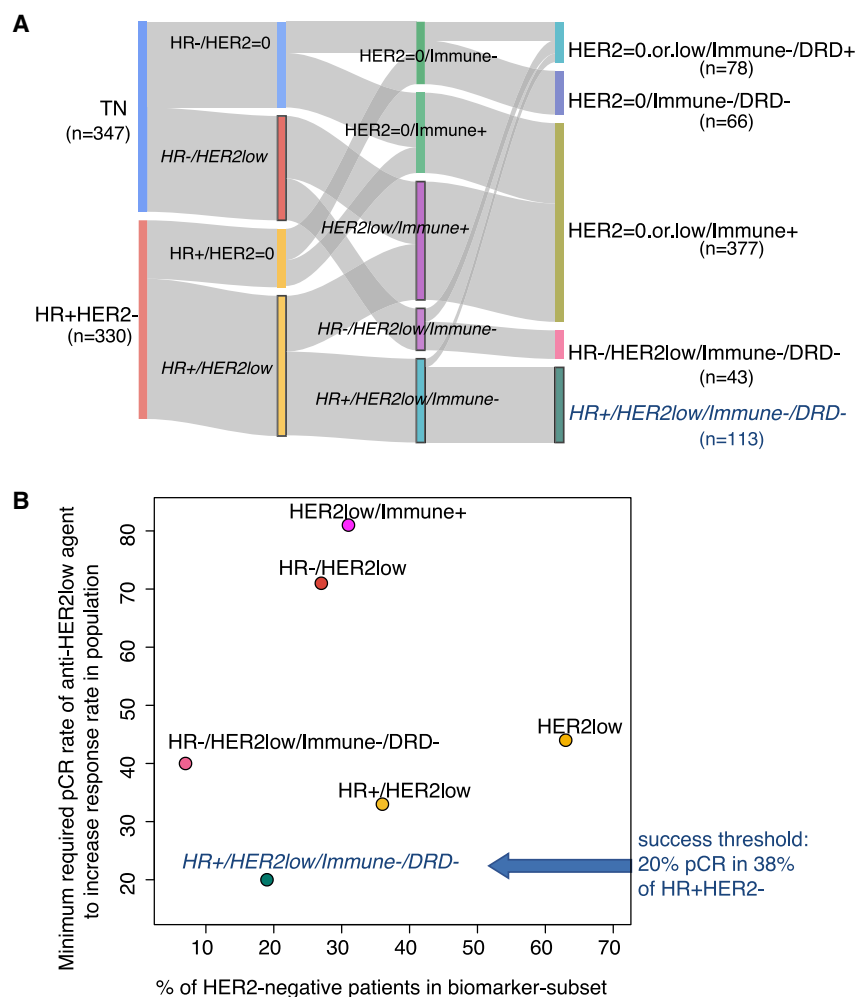 A
TN
(n=347)
HR+HER2-
(n=330)
HR-/HER2=0
HR-/HER2low
HR+/HER2=0
HR+/HER2low
HER2=0/Immune-
HER2=0/Immune+
HER2low/Immune+
HR-/HER2low/Immune-
HR+/HER2low/Immune-
HER2=0.or.low/Immune-/DRD+
(n=78)
HER2=0/Immune-/DRD-
(n=66)
HER2=0.or.low/Immune+
(n=377)
HR-/HER2low/Immune-/DRD-
(n=43)
HR+/HER2low/Immune-/DRD-
(n=113)
B
Minimum required pCR rate of anti-HER2low agent
to increase response rate in population
80
70
60
50
40
30
20
HER2low/Immune+
HR-/HER2low
HER2low
HR-/HER2low/Immune-/DRD-
HR+/HER2low
HR+/HER2low/Immune-/DRD-
success threshold:
20% pCR in 38%
of HR+HER2-
10 20 30 40 50 60 70
% of HER2-negative patients in biomarker-subset